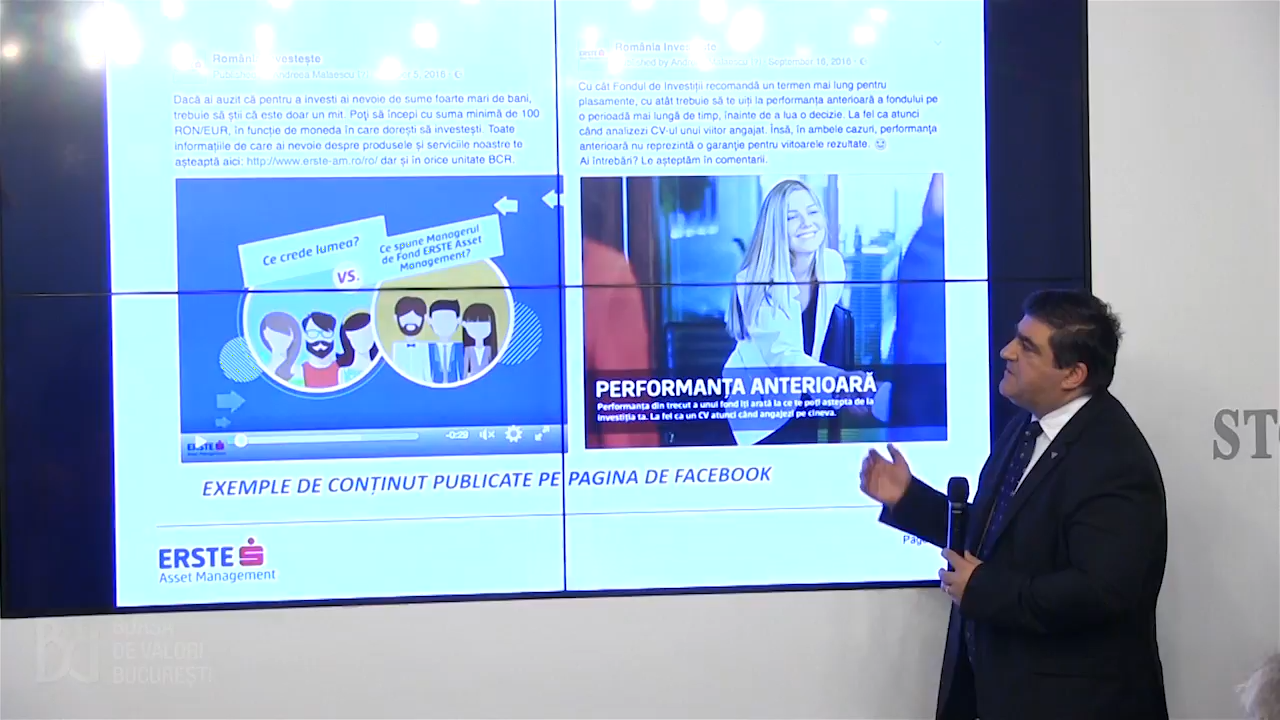 România Investește
România Investește
September 16, 2016
Dacă ai auzit că pentru a investi ai nevoie de sume foarte mari de bani,
trebuie să știi că este doar un mit. Poți să începi cu suma minimă de 100
RON/EUR, în funcție de moneda în care dorești să investești. Toate
informațiile de care ai nevoie despre produsele și serviciile noastre te
așteaptă aici: http://www.erste-am.ro/ro/ dar și în orice unitate BCR.
Cu cât Fondul de Investiții recomandă un termen mai lung pentru
plasamente, cu atât trebuie să te uiți la performanța anterioară a fondului pe
o perioadă mai lungă de timp, înainte de a lua o decizie. La fel ca atunci
când analizezi CV-ul unui viitor angajat. Însă, în ambele cazuri, performanța
anterioară nu reprezintă o garanție pentru viitoarele rezultate.
Ai întrebări? Le așteptăm în comentarii.
Ce crede lumea?
VS.
Ce spune Managerul
de Fond ERSTE Asset
Management?
-0:29
ERSTE
Asset Management
PERFORMANȚA ANTERIOARĂ
Performanța din trecut a unui fond îți arată la ce te poți aștepta de la
investiția ta. La fel ca un CV atunci când angajezi pe cineva.
EXEMPLE DE CONȚINUT PUBLICATE PE PAGINA DE FACEBOOK
ERSTE
Asset Management
ST
BURSA
DE VALORI
BUCUREȘTI